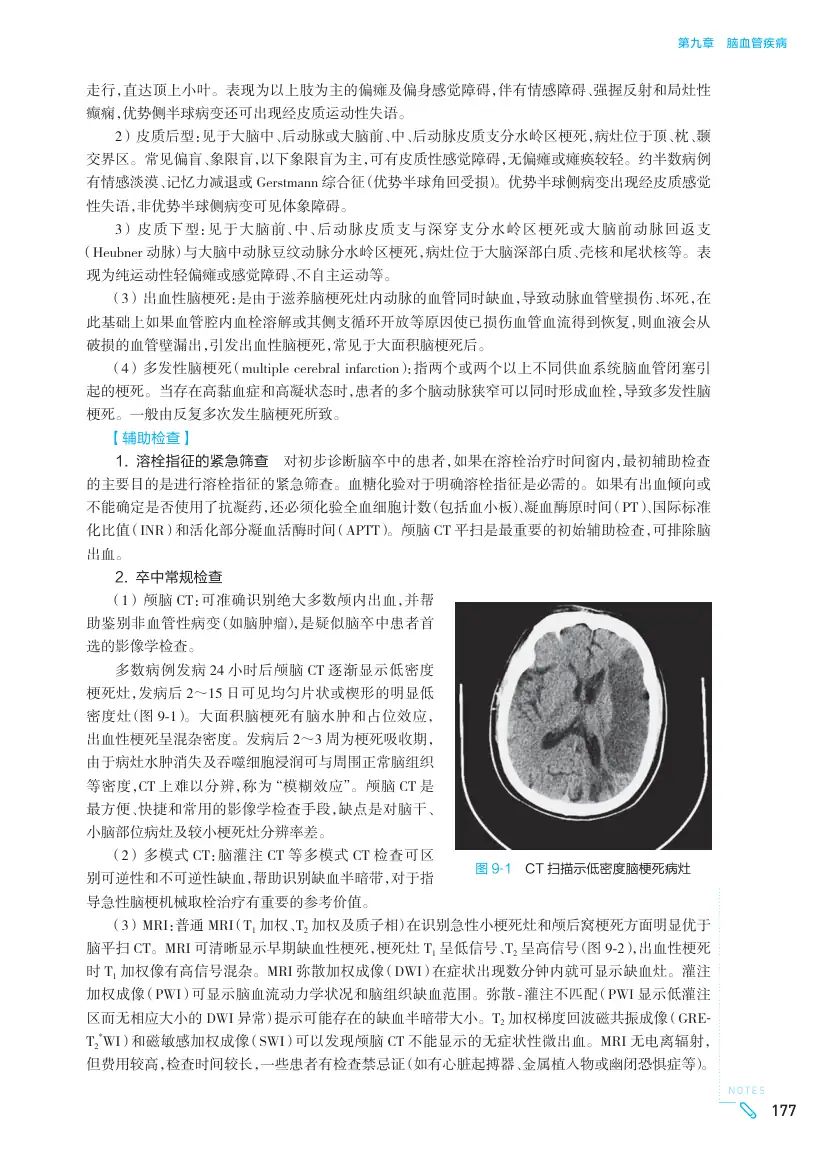 第九章 脑血管疾病
走行,直达顶上小叶。表现为以上肢为主的偏瘫及偏身感觉障碍,伴有情感障碍、强握反射和局灶性
癫痫,优势侧半球病变还可出现经皮质运动性失语。
2)皮质后型:见于大脑中、后动脉或大脑前、中、后动脉皮质支分水岭区梗死,病灶位于顶、枕、颞
交界区。常见偏盲、象限盲,以下象限盲为主,可有皮质性感觉障碍,无偏瘫或瘫痪较轻。约半数病例
有情感淡漠、记忆力减退或 Gerstmann 综合征(优势半球角回受损)。优势半球侧病变出现经皮质感觉
性失语,非优势半球侧病变可见体象障碍。
3)皮质下型:见于大脑前、中、后动脉皮质支与深穿支分水岭区梗死或大脑前动脉回返支
(Heubner 动脉)与大脑中动脉豆纹动脉分水岭区梗死,病灶位于大脑深部白质、壳核和尾状核等。表
现为纯运动性轻偏瘫或感觉障碍、不自主运动等。
(3)出血性脑梗死:是由于滋养脑梗死灶内动脉的血管同时缺血,导致动脉血管壁损伤、坏死,在
此基础上如果血管腔内血栓溶解或其侧支循环开放等原因使已损伤血管血流得到恢复,则血液会从
破损的血管壁漏出,引发出血性脑梗死,常见于大面积脑梗死后。
(4)多发性脑梗死(multiple cerebral infarction):指两个或两个以上不同供血系统脑血管闭塞引
起的梗死。当存在高黏血症和高凝状态时,患者的多个脑动脉狭窄可以同时形成血栓,导致多发性脑
梗死。一般由反复多次发生脑梗死所致。
【辅助检查】
1. 溶栓指征的紧急筛查 对初步诊断脑卒中的患者,如果在溶栓治疗时间窗内,最初辅助检查
的主要目的是进行溶栓指征的紧急筛查。血糖化验对于明确溶栓指征是必需的。如果有出血倾向或
不能确定是否使用了抗凝药,还必须化验全血细胞计数(包括血小板)、凝血酶原时间(PT)、国际标准
化比值(INR)和活化部分凝血活酶时间(APTT)。颅脑 CT 平扫是最重要的初始辅助检查,可排除脑
出血。
2. 卒中常规检查
(1)颅脑 CT:可准确识别绝大多数颅内出血,并帮
助鉴别非血管性病变(如脑肿瘤),是疑似脑卒中患者首
选的影像学检查。
多数病例发病 24 小时后颅脑 CT 逐渐显示低密度
梗死灶,发病后 2～15 日可见均匀片状或楔形的明显低
密度灶(图 9-1)。大面积脑梗死有脑水肿和占位效应,
出血性梗死呈混杂密度。发病后 2～3 周为梗死吸收期,
由于病灶水肿消失及吞噬细胞浸润可与周围正常脑组织
等密度,CT 上难以分辨,称为“模糊效应”。颅脑 CT 是
最方便、快捷和常用的影像学检查手段,缺点是对脑干、
小脑部位病灶及较小梗死灶分辨率差。
(2)多模式 CT:脑灌注 CT 等多模式 CT 检查可区
别可逆性和不可逆性缺血,帮助识别缺血半暗带,对于指
导急性脑梗机械取栓治疗有重要的参考价值。
图 9-1 CT 扫描示低密度脑梗死病灶
(3)MRI:普通 MRI(T₁ 加权、T₂ 加权及质子相)在识别急性小梗死灶和颅后窝梗死方面明显优于
脑平扫 CT。MRI 可清晰显示早期缺血性梗死,梗死灶 T₁ 呈低信号、T₂ 呈高信号(图 9-2),出血性梗死
时 T₁ 加权像有高信号混杂。MRI 弥散加权成像(DWI)在症状出现数分钟内就可显示缺血灶。灌注
加权成像(PWI)可显示脑血流动力学状况和脑组织缺血范围。弥散-灌注不匹配(PWI 显示低灌注
区而无相应大小的 DWI 异常)提示可能存在的缺血半暗带大小。T₂ 加权梯度回波磁共振成像(GRE-
T₂*WI)和磁敏感加权成像(SWI)可以发现颅脑 CT 不能显示的无症状性微出血。MRI 无电离辐射,
但费用较高,检查时间较长,一些患者有检查禁忌证(如有心脏起搏器、金属植入物或幽闭恐惧症等)。
NOTES
177